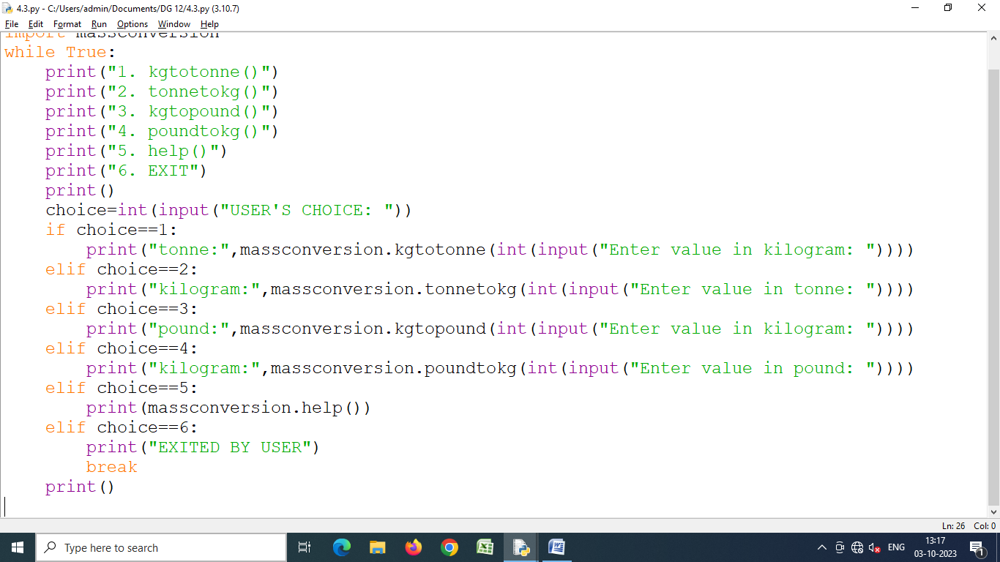 4.3.py - C:/Users/admin/Documents/DG 12/4.3.py (3.10.7)
File Edit Format Run Options Window Help
import massconversion
while True:
    print("1. kgtotonne()")
    print("2. tonnetokg()")
    print("3. kgtopound()")
    print("4. poundtokg()")
    print("5. help()")
    print("6. EXIT")
    print()
    choice=int(input("USER'S CHOICE: "))
    if choice==1:
        print("tonne:",massconversion.kgtotonne(int(input("Enter value in kilogram: "))))
    elif choice==2:
        print("kilogram:",massconversion.tonnetokg(int(input("Enter value in tonne: "))))
    elif choice==3:
        print("pound:",massconversion.kgtopound(int(input("Enter value in kilogram: "))))
    elif choice==4:
        print("kilogram:",massconversion.poundtokg(int(input("Enter value in pound: "))))
    elif choice==5:
        print(massconversion.help())
    elif choice==6:
        print("EXITED BY USER")
        break
    print()
Ln: 26 Col: 0
Type here to search
ENG
13:17
03-10-2023
1